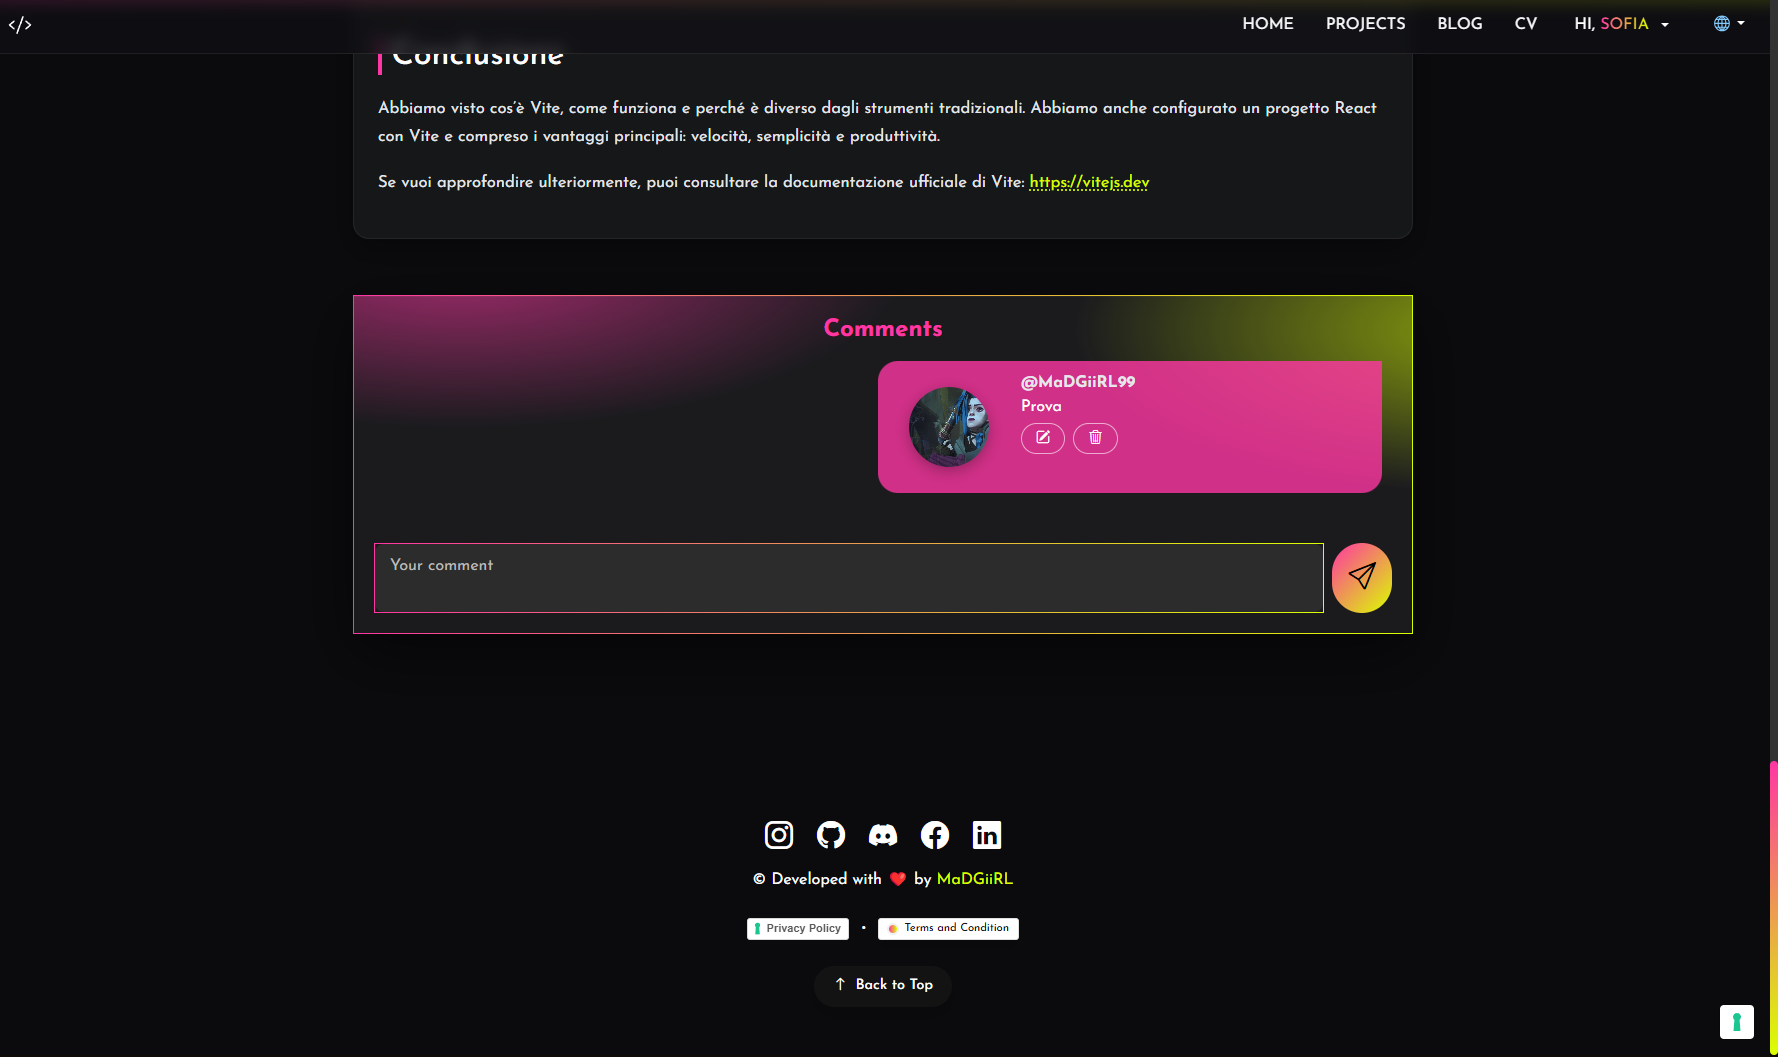 </>
HOME PROJECTS BLOG CV HI, SOFIA
Conclusione
Abbiamo visto cos'è Vite, come funziona e perché è diverso dagli strumenti tradizionali. Abbiamo anche configurato un progetto React
con Vite e compreso i vantaggi principali: velocità, semplicità e produttività.
Se vuoi approfondire ulteriormente, puoi consultare la documentazione ufficiale di Vite: https://vitejs.dev
Comments
@MaDGiiRL99
Prova
Your comment
© Developed with ❤️ by MaDGiiRL
Privacy Policy • Terms and Condition
↑ Back to Top